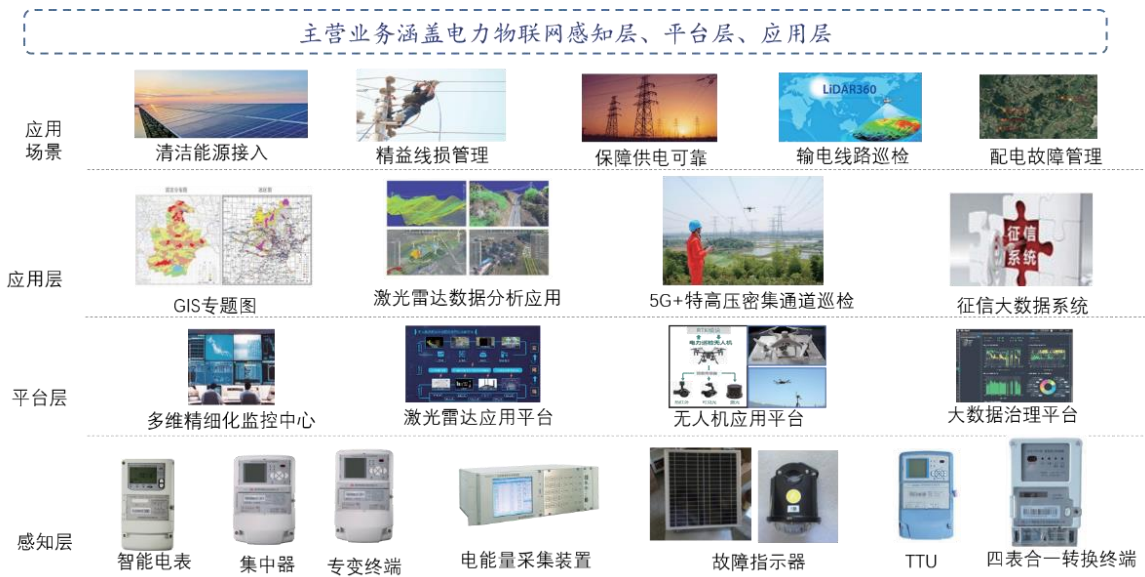 主营业务涵盖电力物联网感知层、平台层、应用层
LiDAR360
应用
场景
清洁能源接入
精益线损管理
保障供电可靠
输电线路巡检
配电故障管理
征信
系统
应用层
GIS专题图
激光雷达数据分析应用
5G+特高压密集通道巡检
征信大数据系统
电力巡检无人机
平台层
多维精细化监控中心
激光雷达应用平台
无人机应用平台
大数据治理平台
感知层
智能电表
集中器
专变终端
电能量采集装置
故障指示器
TTU
四表合一转换终端